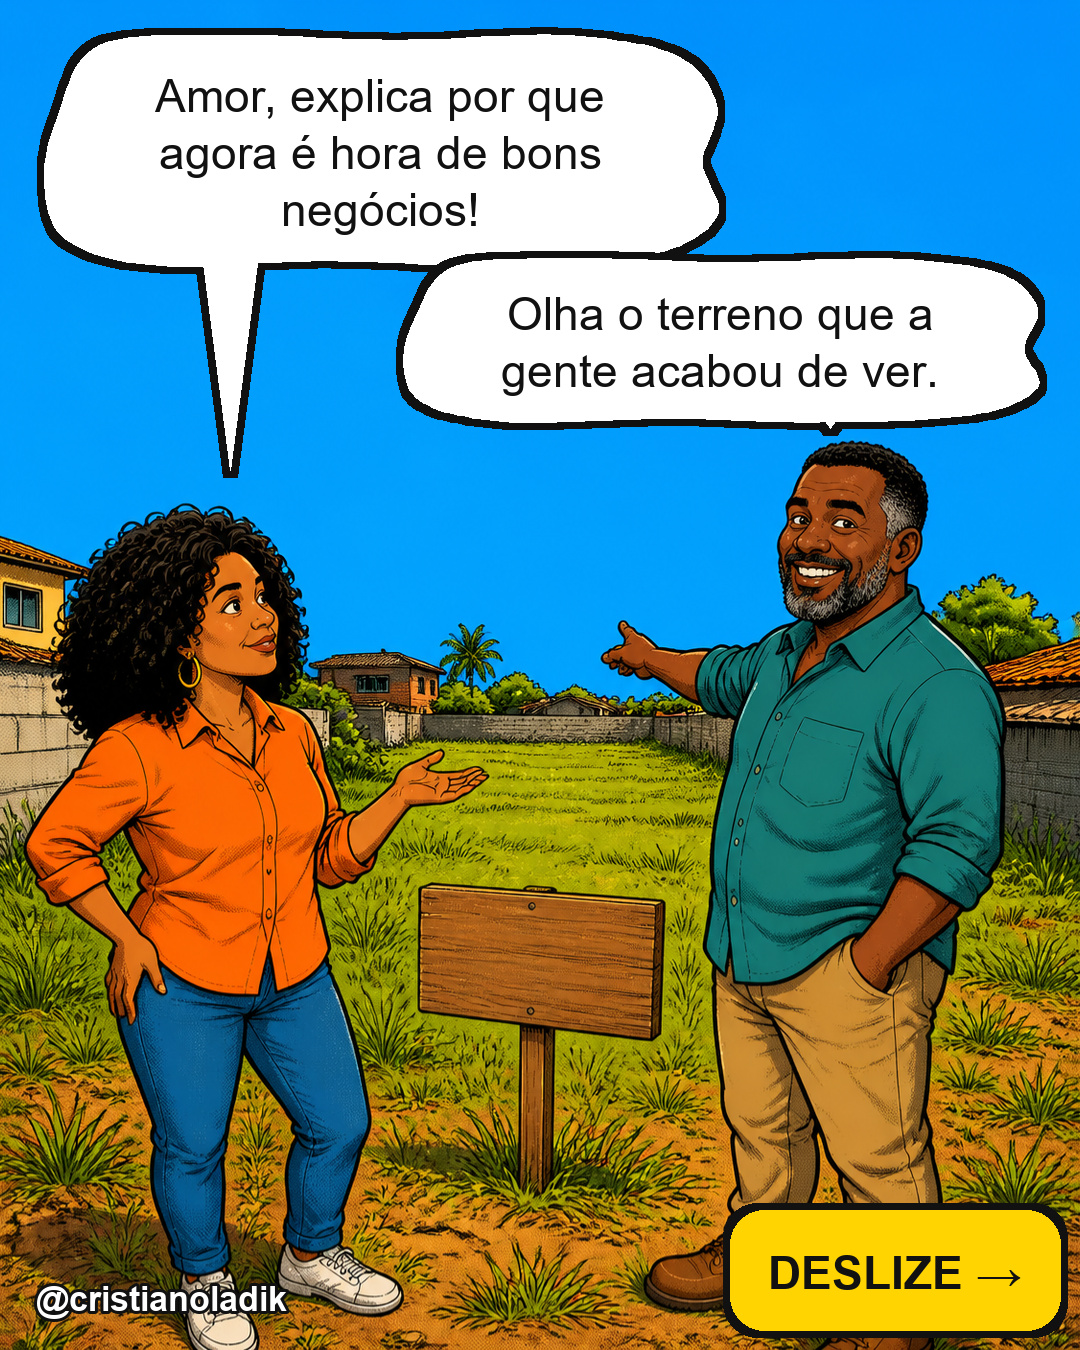 Amor, explica por que
agora é hora de bons
negócios!
Olha o terreno que a
gente acabou de ver.
DESLIZE →
@cristianoladik